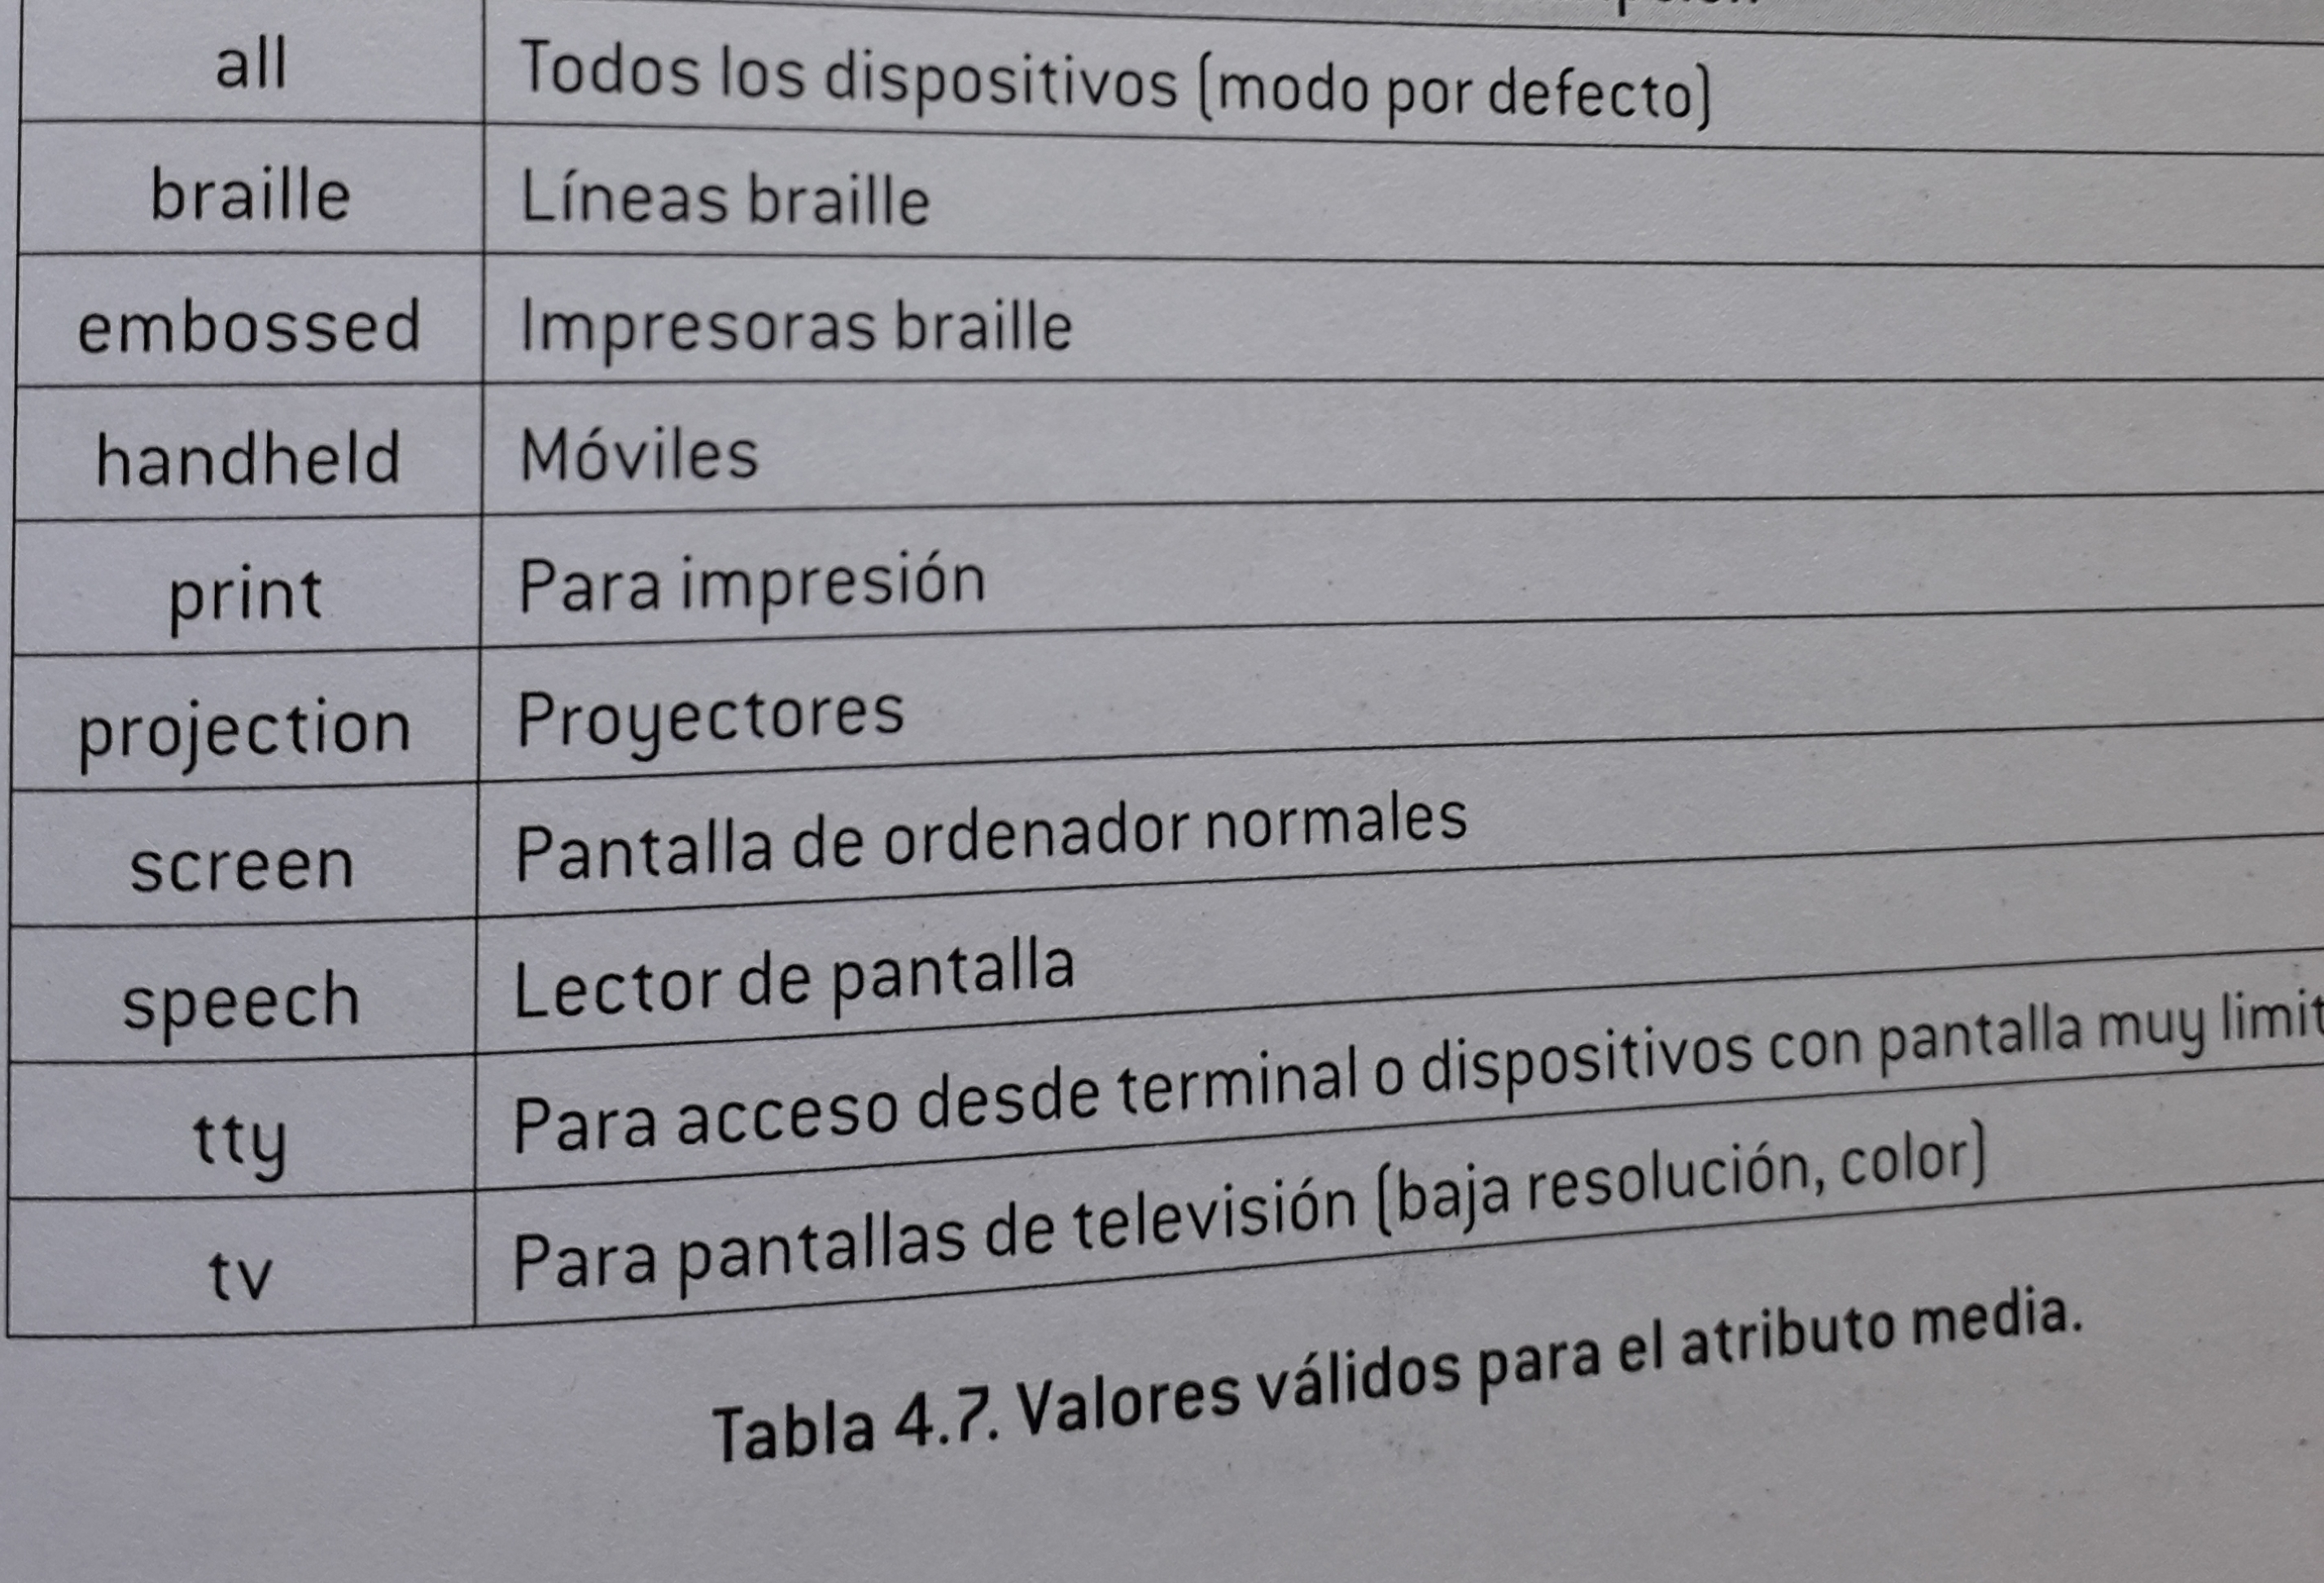 all Todos los dispositivos (modo por defecto)
braille Líneas braille
embossed Impresoras braille
handheld Móviles
print Para impresión
projection Proyectores
screen Pantalla de ordenador normales
speech Lector de pantalla
tty Para acceso desde terminal o dispositivos con pantalla muy
tv Para pantallas de televisión (baja resolución, color)
Tabla 4.7. Valores válidos para el atributo media.